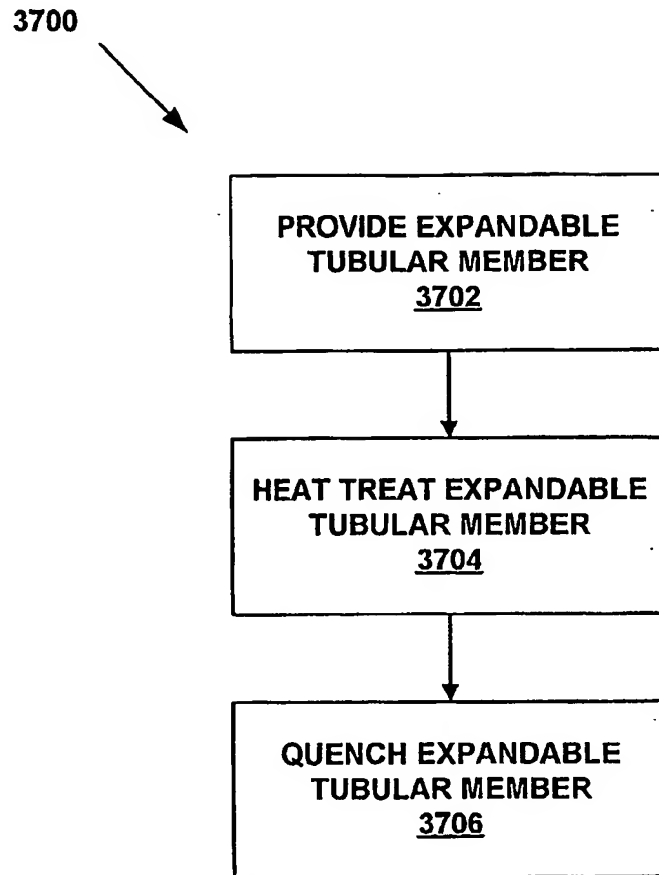 3700
PROVIDE EXPANDABLE
TUBULAR MEMBER
3702
HEAT TREAT EXPANDABLE
TUBULAR MEMBER
3704
QUENCH EXPANDABLE
TUBULAR MEMBER
3706